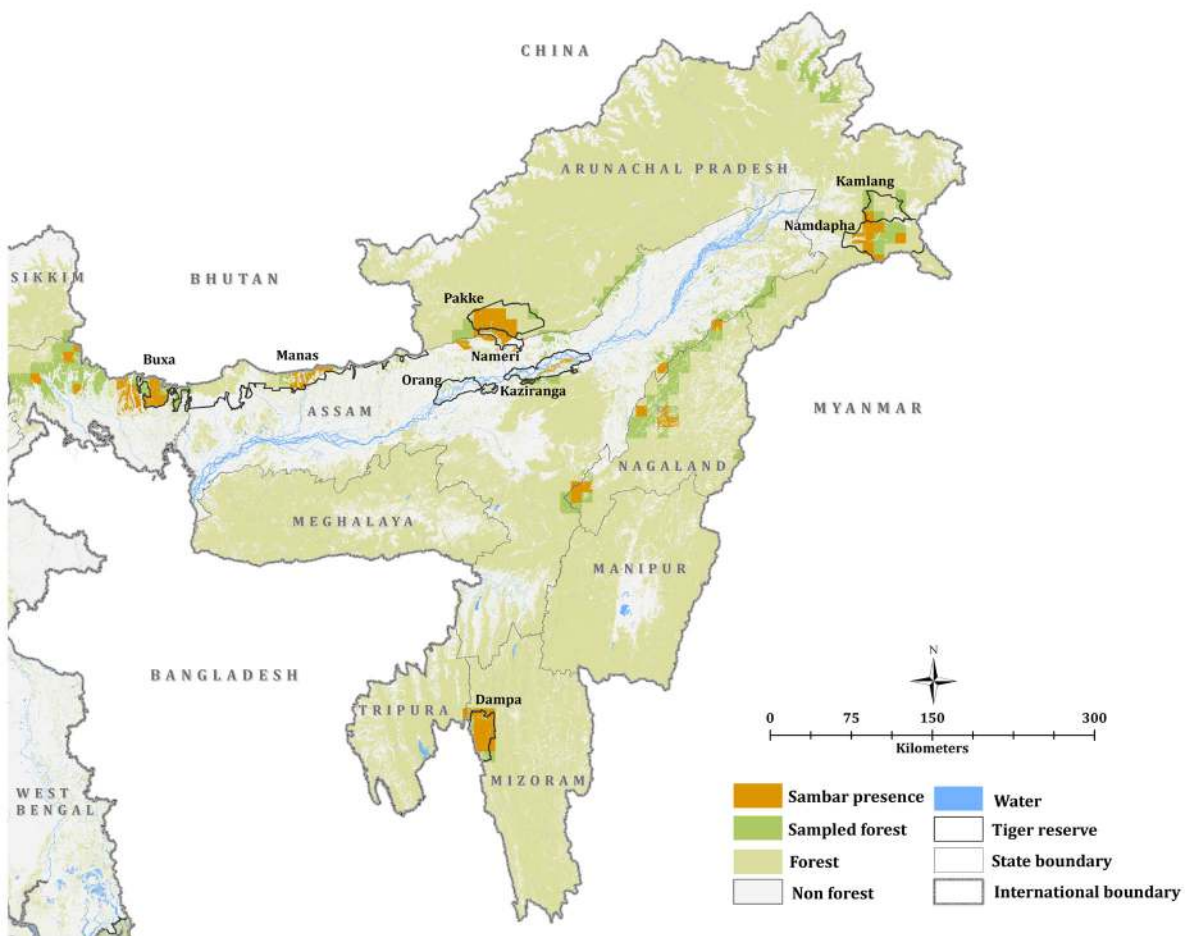 CHINA
ARUNACHAL PRADESH
Kamlang
Namdapha
SIKKIM
BHUTAN
Pakke
Buxa
Manas
Nameri
Orang
Kaziranga
ASSAM
MYANMAR
NAGALAND
MEGHALAYA
MANIPUR
BANGLADESH
N
Dampa
TRIPURA
0 75 150 300
Kilometers
MIZORAM
WEST
BENGAL
Sambar presence
Water
Sampled forest
Tiger reserve
Forest
State boundary
Non forest
International boundary